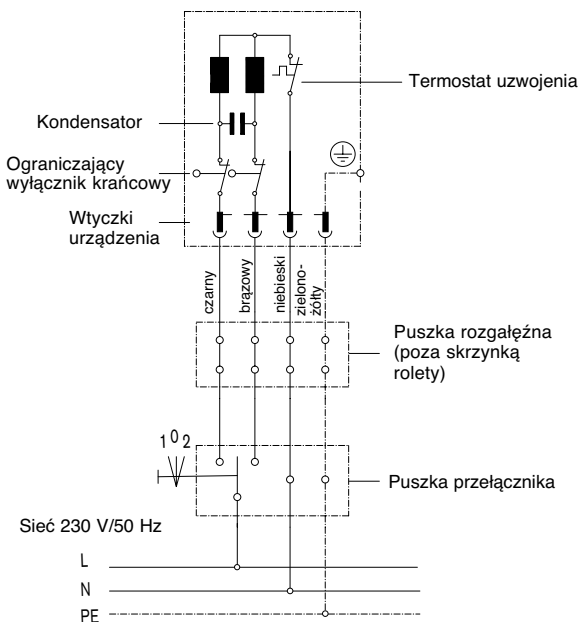 Termostat uzwojenia
Kondensator
Ograniczający
wyłącznik krańcowy
Wtyczki
urządzenia
czarny
brązowy
niebieski
zielono-
żółty
Puszka rozgałęźna
(poza skrzynką
rolety)
1 0 2
Puszka przełącznika
Sieć 230 V/50 Hz
L
N
PE